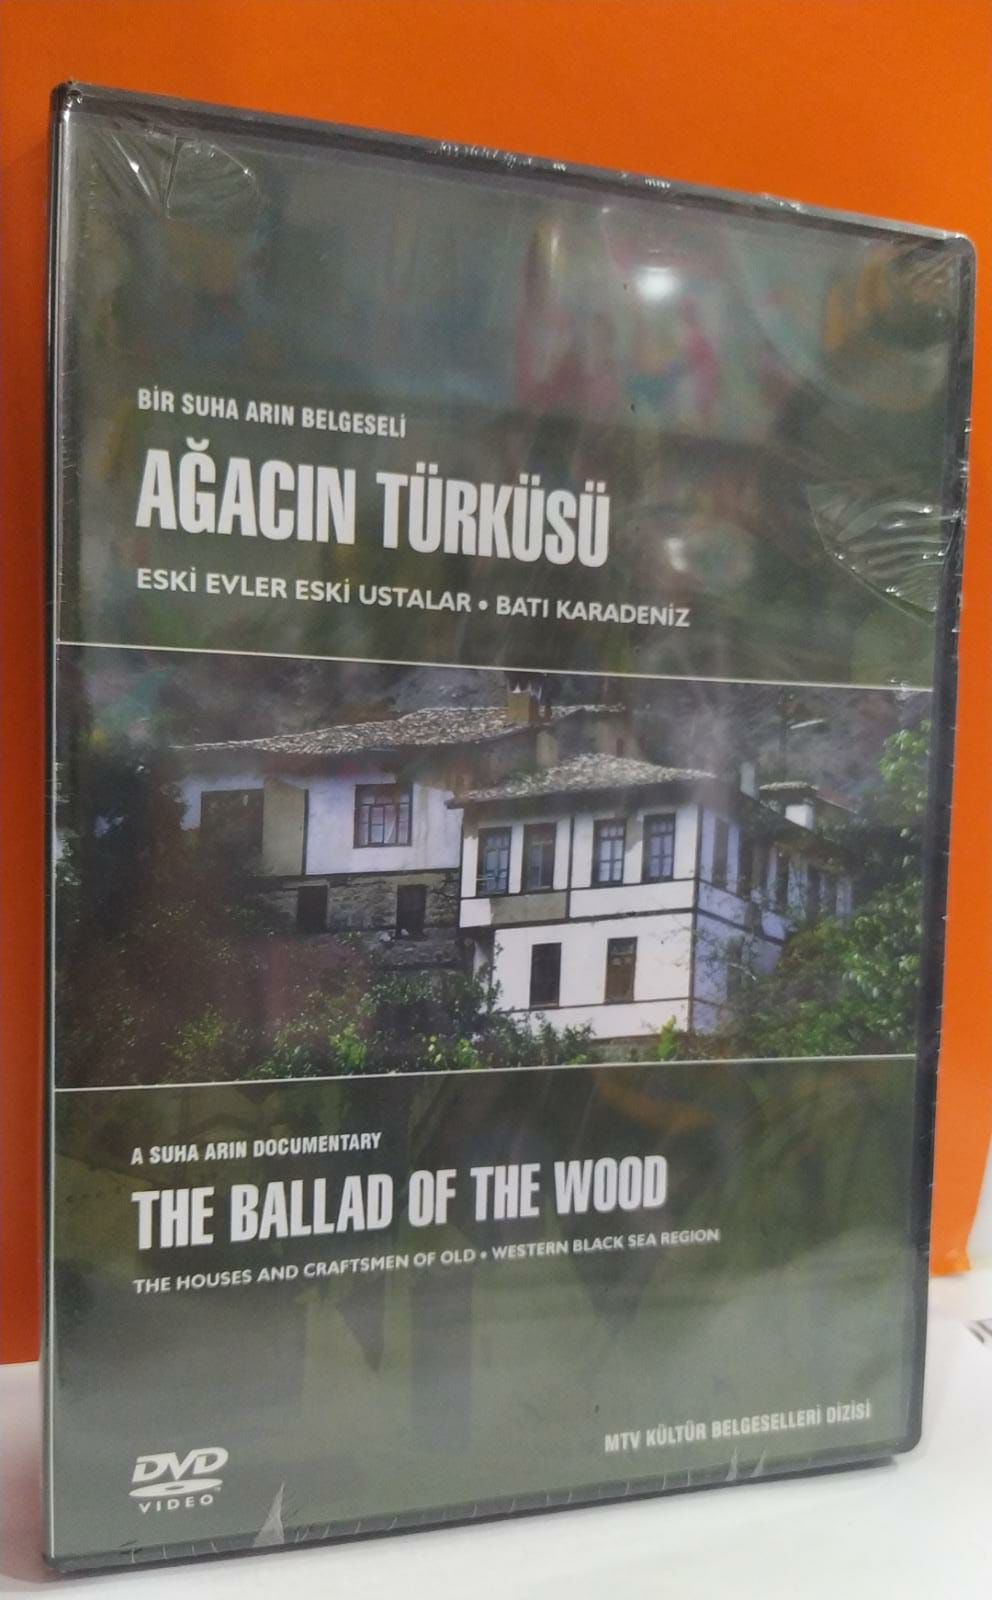 BİR SUHA ARIN BELGESELİ
AĞACIN TÜRKÜSÜ
ESKİ EVLER ESKİ USTALAR • BATI KARADENİZ
A SUHA ARIN DOCUMENTARY
THE BALLAD OF THE WOOD
THE HOUSES AND CRAFTSMEN OF OLD • WESTERN BLACK SEA REGION
MTV KÜLTÜR BELGESELLERİ DİZİSİ
DVD
VIDEO